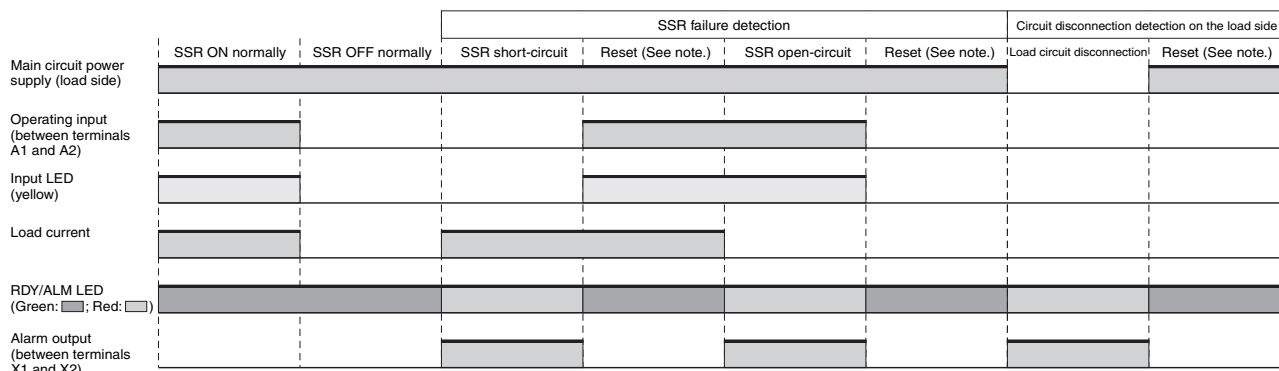 SSR failure detection
Circuit disconnection detection on the load side
SSR ON normally
SSR OFF normally
SSR short-circuit
Reset (See note.)
SSR open-circuit
Reset (See note.)
Load circuit disconnection
Reset (See note.)
Main circuit power
supply (load side)
Operating input
(between terminals
A1 and A2)
Input LED
(yellow)
Load current
RDY/ALM LED
(Green: ; Red: )
Alarm output
(between terminals
X1 and X2)